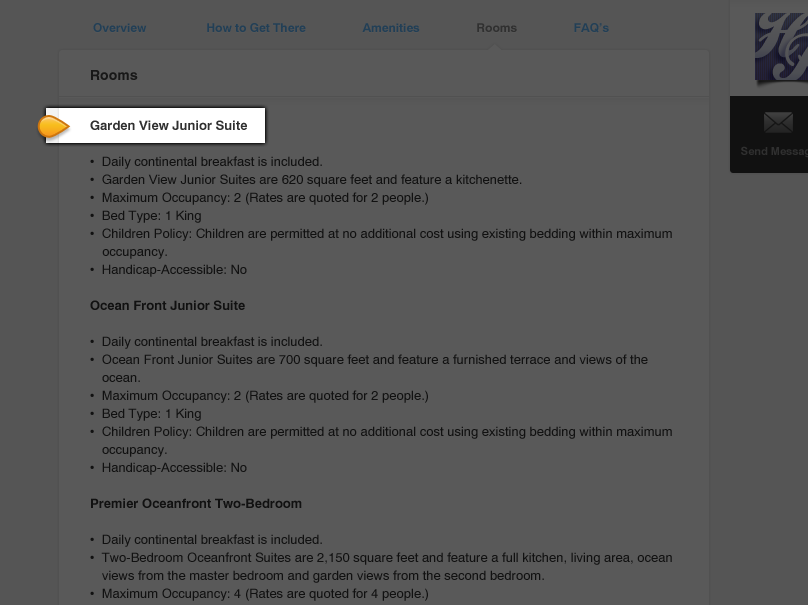 Overview How to Get There Amenities Rooms FAQ's
Rooms
Garden View Junior Suite
• Daily continental breakfast is included.
• Garden View Junior Suites are 620 square feet and feature a kitchenette.
• Maximum Occupancy: 2 (Rates are quoted for 2 people.)
• Bed Type: 1 King
• Children Policy: Children are permitted at no additional cost using existing bedding within maximum
occupancy.
• Handicap-Accessible: No
Ocean Front Junior Suite
• Daily continental breakfast is included.
• Ocean Front Junior Suites are 700 square feet and feature a furnished terrace and views of the
ocean.
• Maximum Occupancy: 2 (Rates are quoted for 2 people.)
• Bed Type: 1 King
• Children Policy: Children are permitted at no additional cost using existing bedding within maximum
occupancy.
• Handicap-Accessible: No
Premier Oceanfront Two-Bedroom
• Daily continental breakfast is included.
• Two-Bedroom Oceanfront Suites are 2,150 square feet and feature a full kitchen, living area, ocean
views from the master bedroom and garden views from the second bedroom.
• Maximum Occupancy: 4 (Rates are quoted for 4 people.)
Send Messag